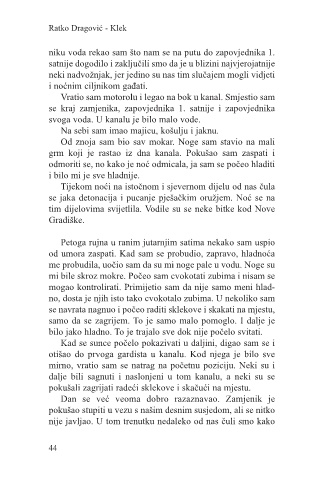 Ratko Dragović - Klek
niku voda rekao sam što nam se na putu do zapovjednika 1.
satnije dogodilo i zaključili smo da je u blizini najvjerojatnije
neki nadvožnjak, jer jedino su nas tim slučajem mogli vidjeti
i noćnim ciljnikom gađati.
Vratio sam motorolu i legao na bok u kanal. Smjestio sam
se kraj zamjenika, zapovjednika 1. satnije i zapovjednika
svoga voda. U kanalu je bilo malo vode.
Na sebi sam imao majicu, košulju i jaknu.
Od znoja sam bio sav mokar. Noge sam stavio na mali
grm koji je rastao iz dna kanala. Pokušao sam zaspati i
odmoriti se, no kako je noć odmicala, ja sam se počeo hladiti
i bilo mi je sve hladnije.
Tijekom noći na istočnom i sjevernom dijelu od nas čula
se jaka detonacija i pucanje pješačkim oružjem. Noć se na
tim dijelovima svijetlila. Vodile su se neke bitke kod Nove
Gradiške.
Petoga rujna u ranim jutarnjim satima nekako sam uspio
od umora zaspati. Kad sam se probudio, zapravo, hladnoća
me probudila, uočio sam da su mi noge pale u vodu. Noge su
mi bile skroz mokre. Počeo sam cvokotati zubima i nisam se
mogao kontrolirati. Primijetio sam da nije samo meni hlad-
no, dosta je njih isto tako cvokotalo zubima. U nekoliko sam
se navrata nagnuo i počeo raditi sklekove i skakati na mjestu,
samo da se zagrijem. To je samo malo pomoglo. I dalje je
bilo jako hladno. To je trajalo sve dok nije počelo svitati.
Kad se sunce počelo pokazivati u daljini, digao sam se i
otišao do prvoga gardista u kanalu. Kod njega je bilo sve
mirno, vratio sam se natrag na početnu poziciju. Neki su i
dalje bili sagnuti i naslonjeni u tom kanalu, a neki su se
pokušali zagrijati radeći sklekove i skačući na mjestu.
Dan se već veoma dobro razaznavao. Zamjenik je
pokušao stupiti u vezu s našim desnim susjedom, ali se nitko
nije javljao. U tom trenutku nedaleko od nas čuli smo kako
44